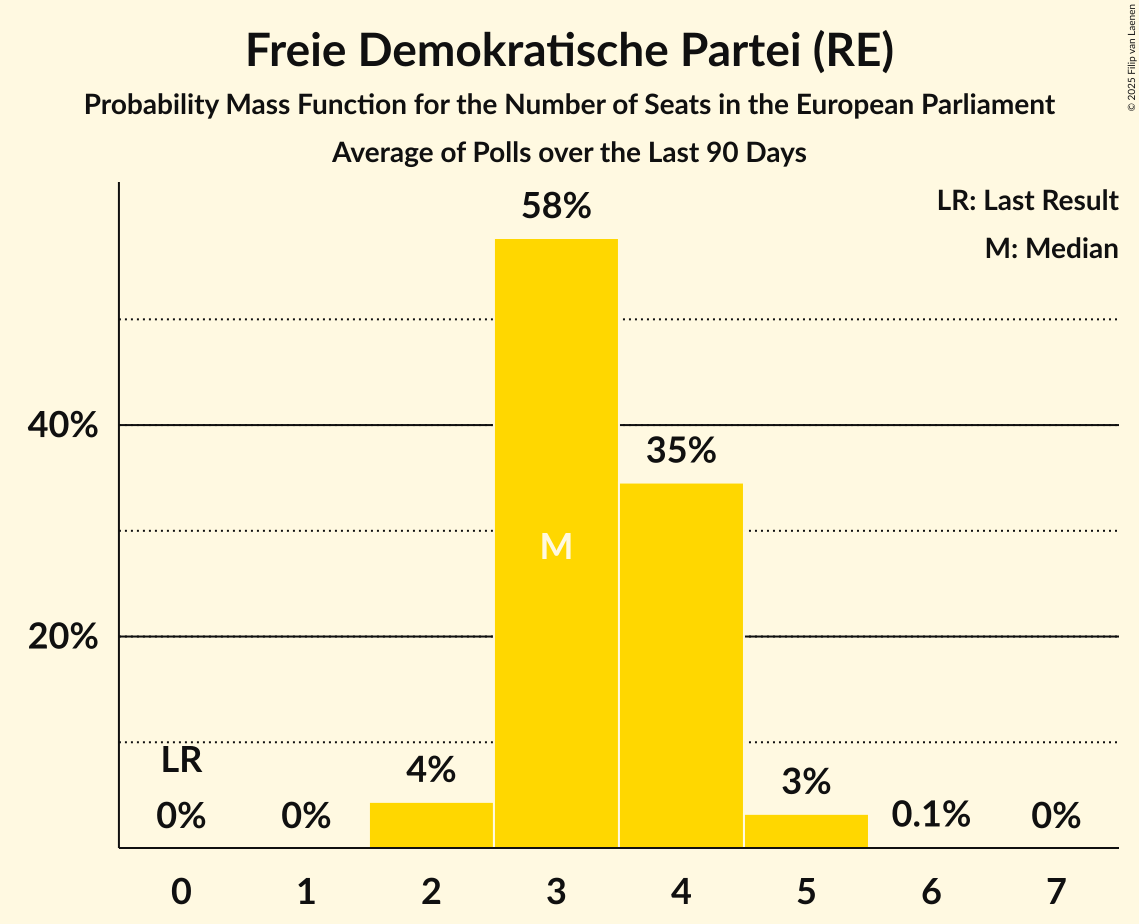 Freie Demokratische Partei (RE)
Probability Mass Function for the Number of Seats in the European Parliament
Average of Polls over the Last 90 Days
© 2025 Filip van Laenen
LR: Last Result
M: Median
58%
40%
35%
M
20%
LR
0%
0%
4%
3%
0.1%
0%
0
1
2
3
4
5
6
7